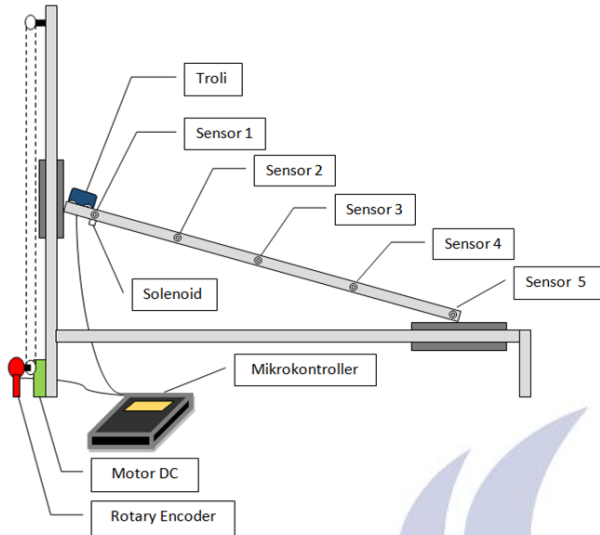 Troli
Sensor 1
Sensor 2
Sensor 3
Sensor 4
Sensor 5
Solenoid
Mikrokontroller
Motor DC
Rotary Encoder